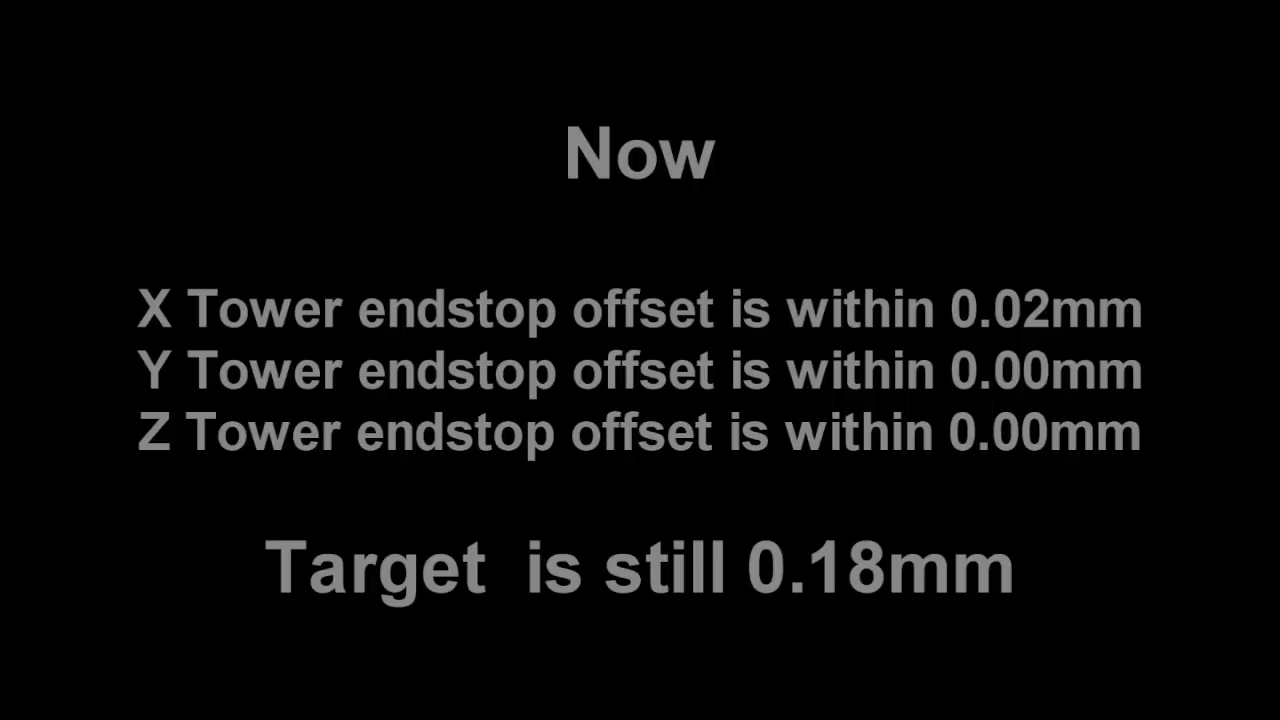 Now
X Tower endstop offset is within 0.02mm
Y Tower endstop offset is within 0.00mm
Z Tower endstop offset is within 0.00mm
Target  is still 0.18mm